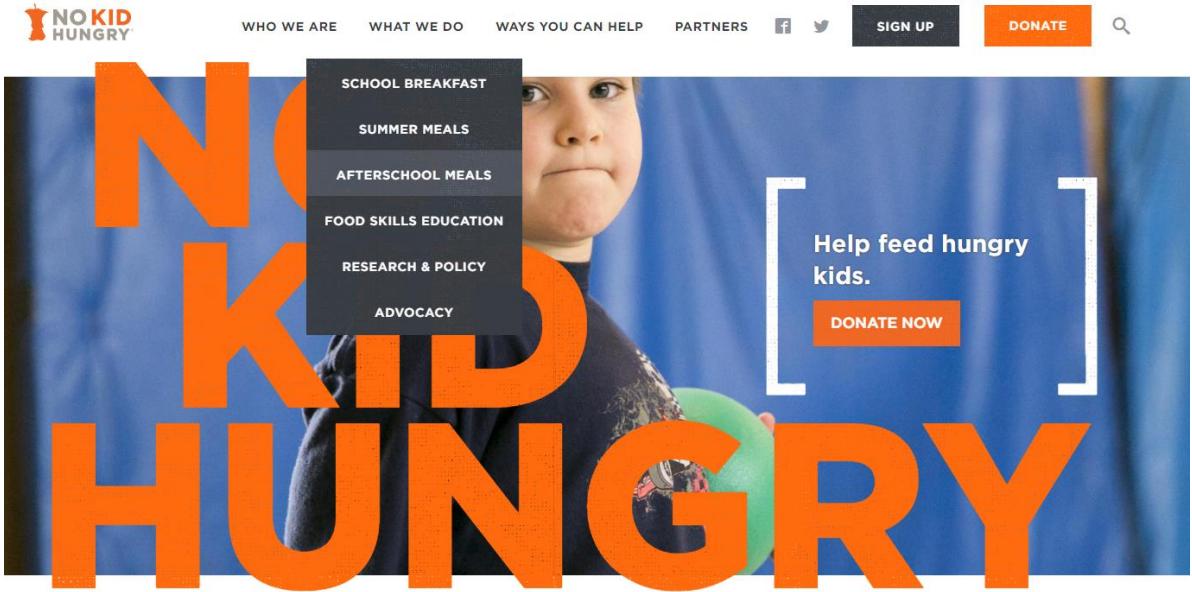 NO KID
HUNGRY
WHO WE ARE WHAT WE DO WAYS YOU CAN HELP PARTNERS SIGN UP DONATE
SCHOOL BREAKFAST
SUMMER MEALS
AFTERSCHOOL MEALS
FOOD SKILLS EDUCATION
RESEARCH & POLICY
ADVOCACY
NO
KID
HUNGRY
Help feed hungry
kids.
DONATE NOW